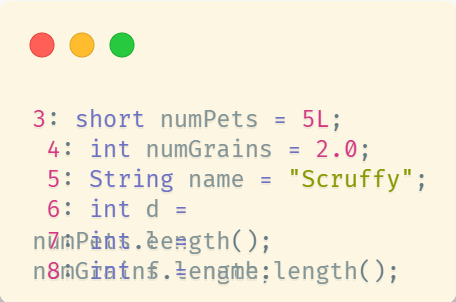 3: short numPets = 5L;
4: int numGrains = 2.0;
5: String name = "Scruffy";
6: int d =
numPets.length();
7: int e =
numGrains.length();
8: int f = name.length();